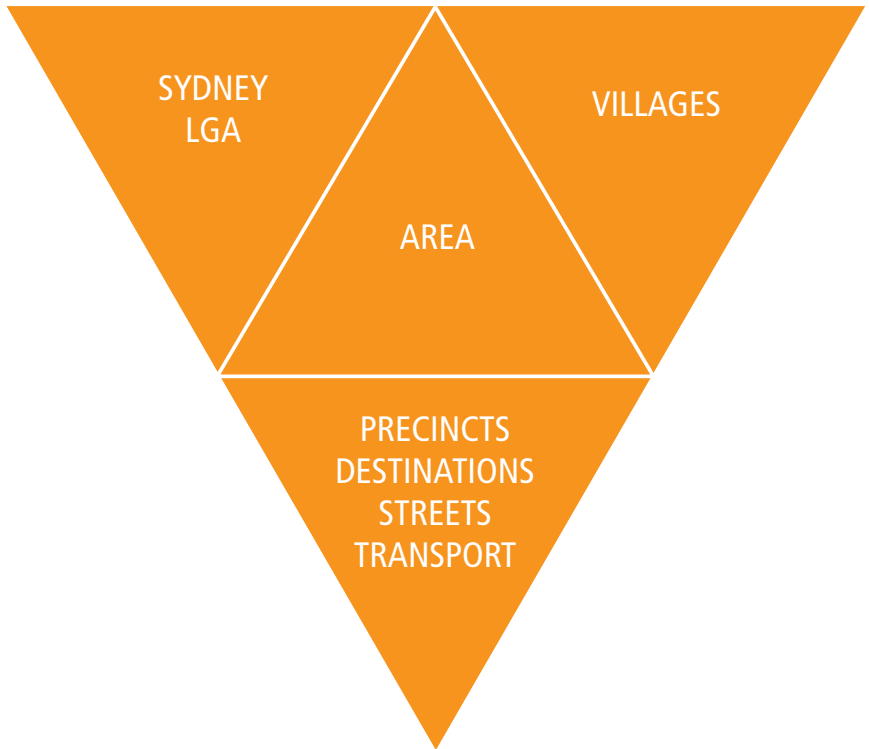 SYDNEY
LGA
VILLAGES
AREA
PRECINCTS
DESTINATIONS
STREETS
TRANSPORT